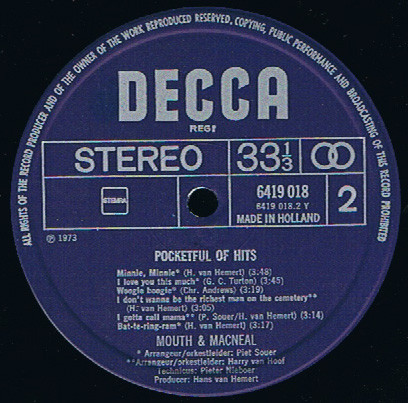 ALL RIGHTS OF THE RECORD PRODUCER AND OF THE OWNER OF THE WORK REPRODUCED RESERVED, COPYING, PUBLIC PERFORMANCE AND BROADCASTING OF THIS RECORD PROHIBITED
DECCA
REGd
STEREO 33 1/3
STEMRA
6419 018
6419 018.2 Y
MADE IN HOLLAND
2
℗ 1973
POCKETFUL OF HITS
Minnie, Minnie* (H. van Hemert) (3:48)
I love you this much* (G. C. Turton) (3:45)
Woogie boogie* (Chr. Andrews) (3:19)
I don't wanne be the richest man on the cemetery**
(H. van Hemert) (3:05)
I gotta call mama** (P. Souer/H. van Hemert) (3:14)
Bat-te-ring-ram* (H. van Hemert) (3:17)
MOUTH & MACNEAL
* Arrangeur/orkestleider: Piet Souer
**Arrangeur/orkestleider: Harry van Hoof
Technicus: Pieter Nieboer
Producer: Hans van Hemert